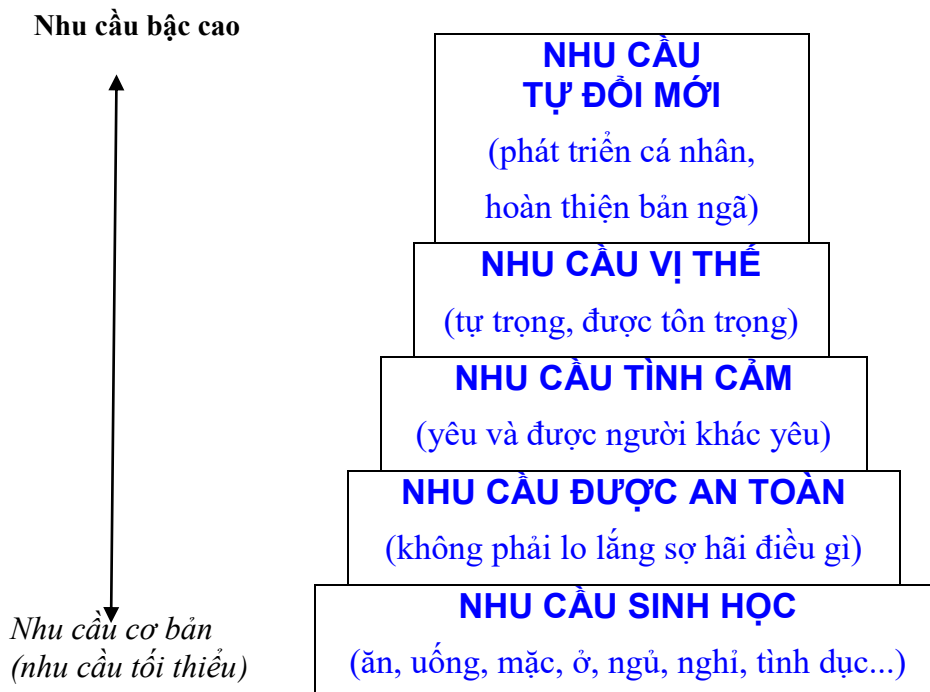 Nhu cầu bậc cao
NHU CẦU
TỰ ĐỔI MỚI
(phát triển cá nhân,
hoàn thiện bản ngã)
NHU CẦU VỊ THẾ
(tự trọng, được tôn trọng)
NHU CẦU TÌNH CẢM
(yêu và được người khác yêu)
NHU CẦU ĐƯỢC AN TOÀN
(không phải lo lắng sợ hãi điều gì)
NHU CẦU SINH HỌC
(ăn, uống, mặc, ở, ngủ, nghỉ, tình dục...)
Nhu cầu cơ bản
(nhu cầu tối thiểu)